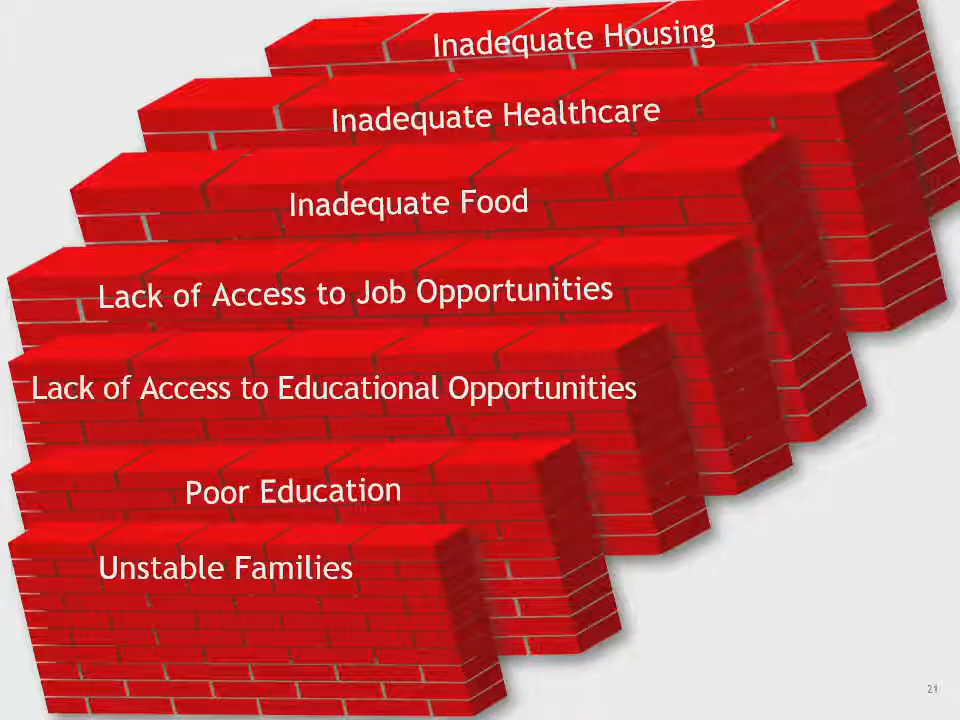 Inadequate Housing
Inadequate Healthcare
Inadequate Food
Lack of Access to Job Opportunities
Lack of Access to Educational Opportunities
Poor Education
Unstable Families
21